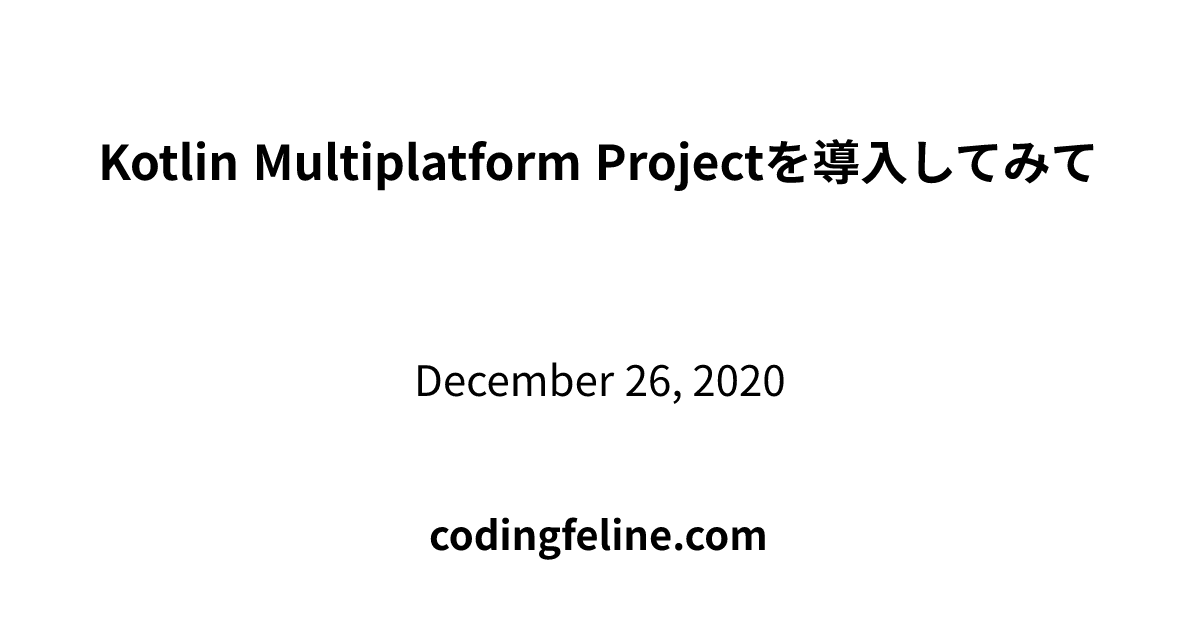 Kotlin Multiplatform Projectを導入してみて
December 26, 2020
codingfeline.com